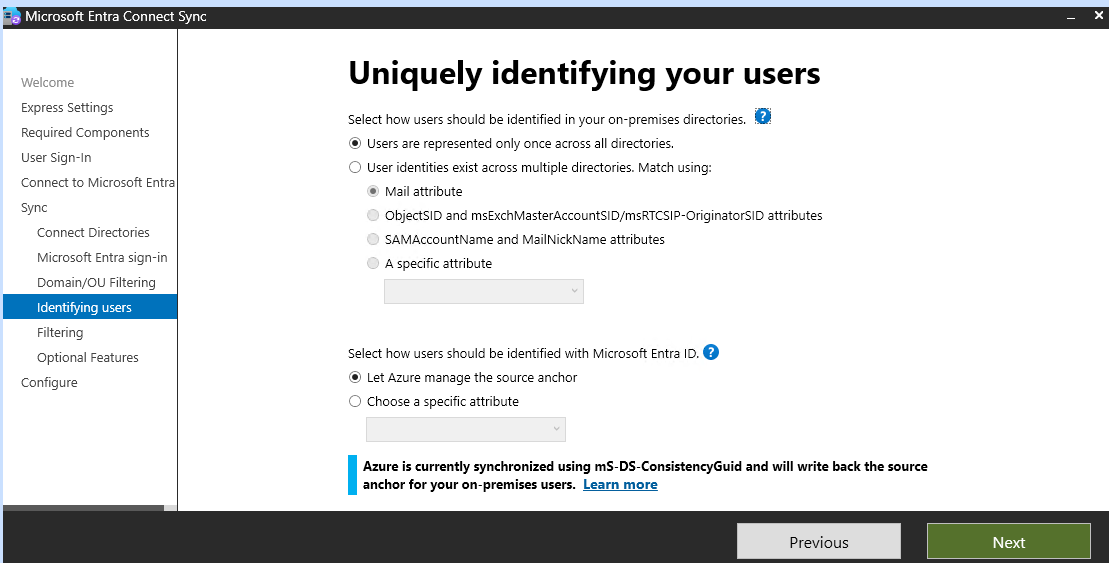 Microsoft Entra Connect Sync
Welcome
Express Settings
Required Components
User Sign-In
Connect to Microsoft Entra
Sync
Connect Directories
Microsoft Entra sign-in
Domain/OU Filtering
Identifying users
Filtering
Optional Features
Configure
Uniquely identifying your users
Select how users should be identified in your on-premises directories. ?
Users are represented only once across all directories.
User identities exist across multiple directories. Match using:
Mail attribute
ObjectSID and msExchMasterAccountSID/msRTCSIP-OriginatorSID attributes
SAMAccountName and MailNickName attributes
A specific attribute
Select how users should be identified with Microsoft Entra ID. ?
Let Azure manage the source anchor
Choose a specific attribute
Azure is currently synchronized using mS-DS-ConsistencyGuid and will write back the source
anchor for your on-premises users. Learn more
Previous
Next